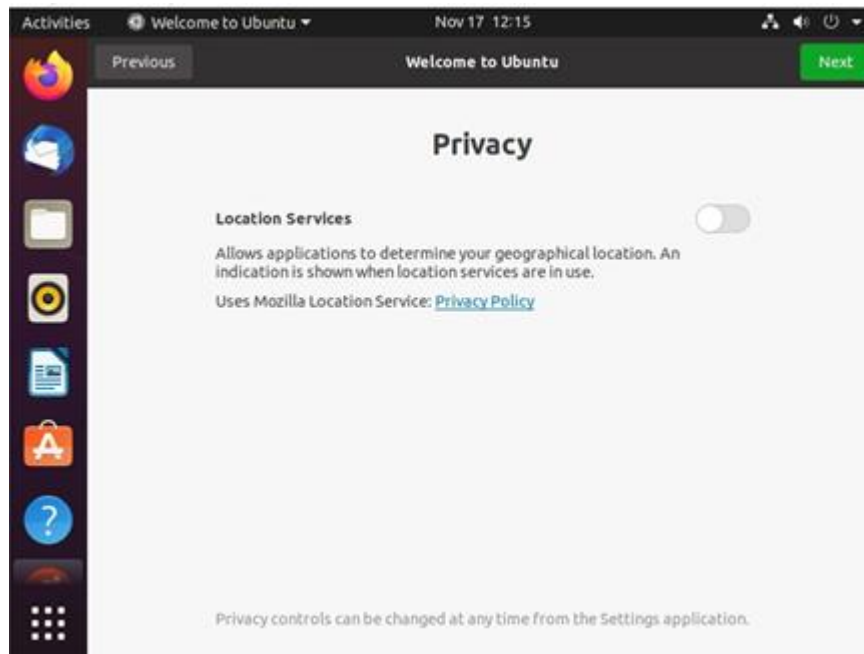 Activities Welcome to Ubuntu Nov 17 12:15
Previous Welcome to Ubuntu Next
Privacy
Location Services
Allows applications to determine your geographical location. An
indication is shown when location services are in use.
Uses Mozilla Location Service: Privacy Policy
Privacy controls can be changed at any time from the Settings application.